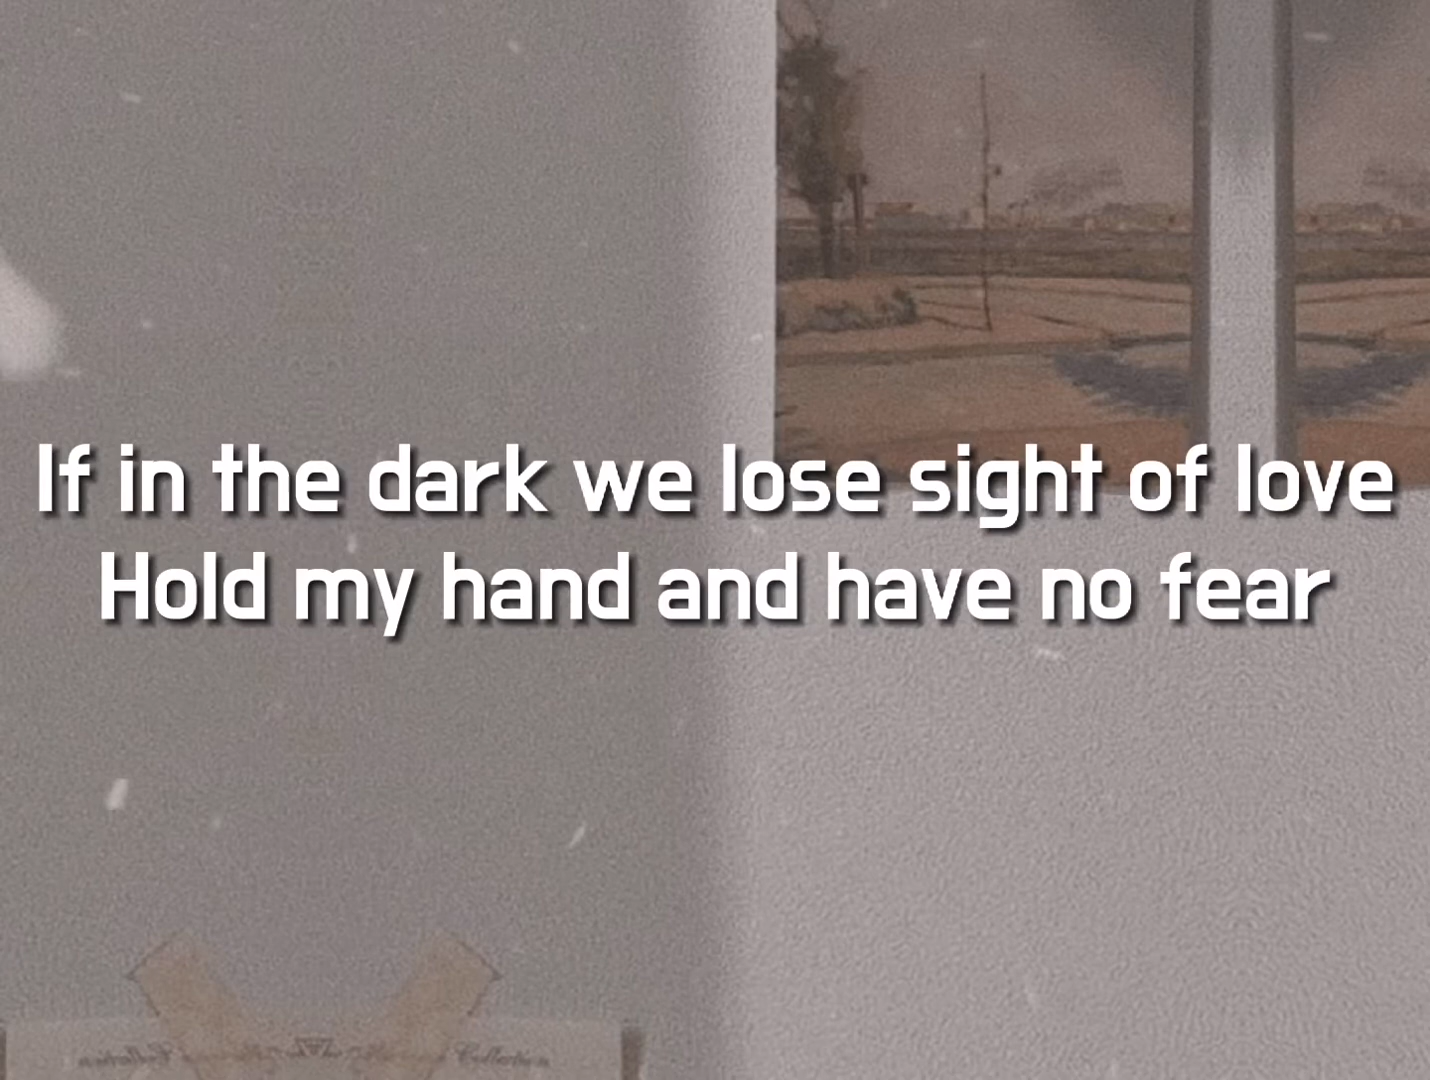 If in the dark we lose sight of love
Hold my hand and have no fear